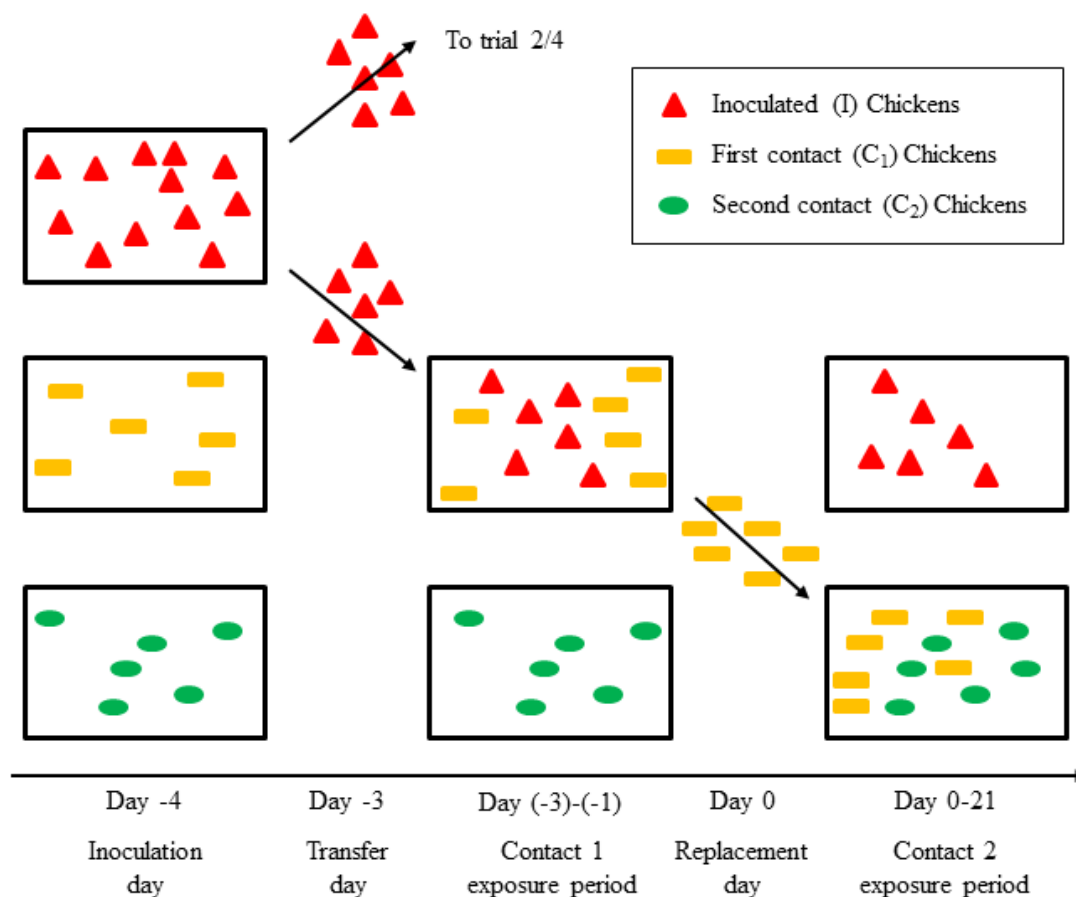 To trial 2/4
Inoculated (I) Chickens
First contact (C₁) Chickens
Second contact (C₂) Chickens
Day -4
Day -3
Day (-3)-(-1)
Day 0
Day 0-21
Inoculation
day
Transfer
day
Contact 1
exposure period
Replacement
day
Contact 2
exposure period